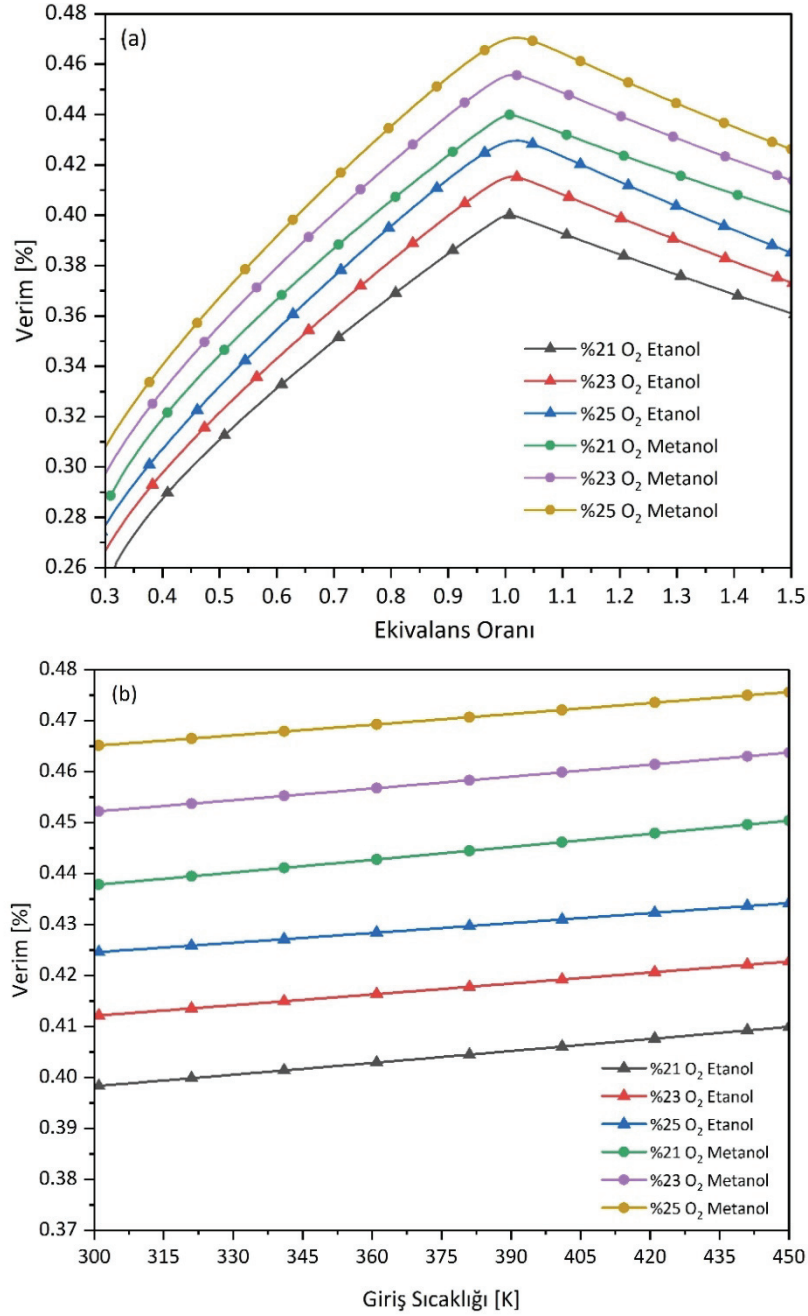 (a)
0.48
0.46
0.44
0.42
0.40
0.38
0.36
0.34
0.32
0.30
0.28
0.26
Verim [%]
%21 O₂ Etanol
%23 O₂ Etanol
%25 O₂ Etanol
%21 O₂ Metanol
%23 O₂ Metanol
%25 O₂ Metanol
0.3 0.4 0.5 0.6 0.7 0.8 0.9 1.0 1.1 1.2 1.3 1.4 1.5
Ekivalans Oranı
(b)
0.48
0.47
0.46
0.45
0.44
0.43
0.42
0.41
0.40
0.39
0.38
0.37
Verim [%]
%21 O₂ Etanol
%23 O₂ Etanol
%25 O₂ Etanol
%21 O₂ Metanol
%23 O₂ Metanol
%25 O₂ Metanol
300 315 330 345 360 375 390 405 420 435 450
Giriş Sıcaklığı [K]